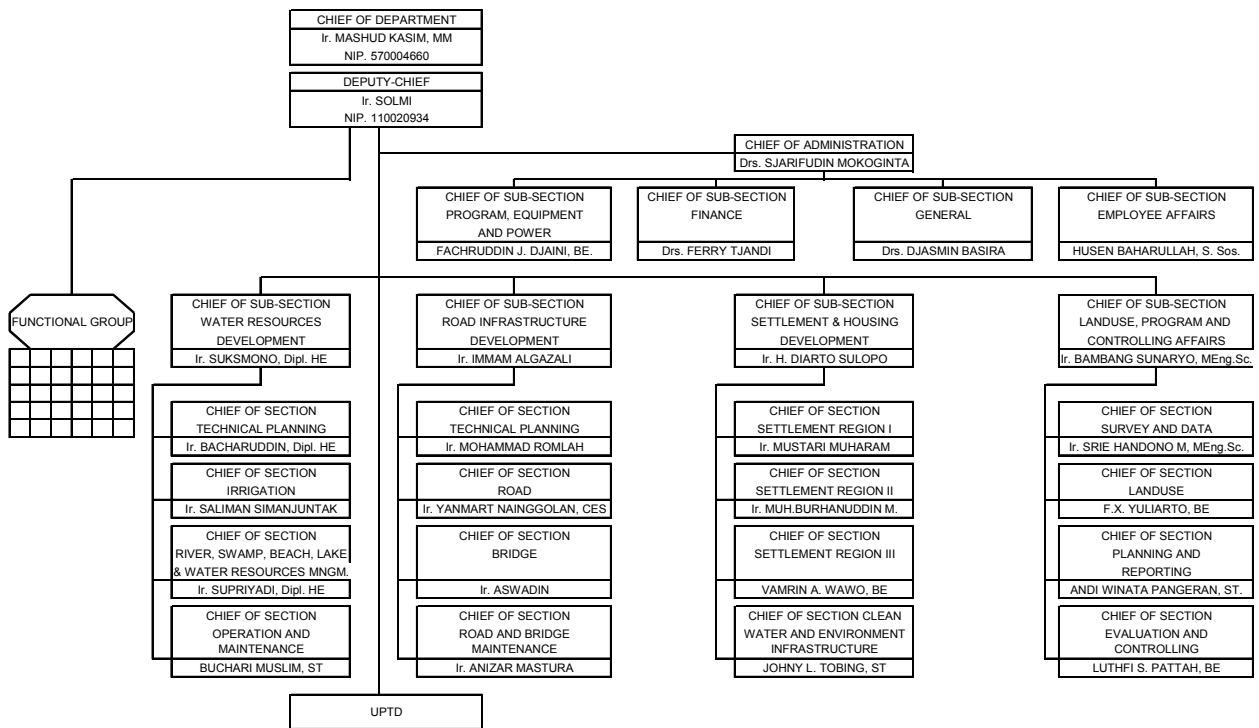 CHIEF OF DEPARTMENT
Ir. MASHUD KASIM, MM
NIP. 570004660
DEPUTY-CHIEF
Ir. SOLMI
NIP. 110020934
CHIEF OF ADMINISTRATION
Drs. SJARIFUDIN MOKOGINTA
CHIEF OF SUB-SECTION
PROGRAM, EQUIPMENT
AND POWER
FACHRUDDIN J. DJAINI, BE.
CHIEF OF SUB-SECTION
FINANCE
Drs. FERRY TJANDI
CHIEF OF SUB-SECTION
GENERAL
Drs. DJASMIN BASIRA
CHIEF OF SUB-SECTION
EMPLOYEE AFFAIRS
HUSEN BAHARULLAH, S. Sos.
FUNCTIONAL GROUP
CHIEF OF SUB-SECTION
WATER RESOURCES
DEVELOPMENT
Ir. SUKSMONO, Dipl. HE
CHIEF OF SUB-SECTION
ROAD INFRASTRUCTURE
DEVELOPMENT
Ir. IMMAM ALGAZALI
CHIEF OF SUB-SECTION
SETTLEMENT & HOUSING
DEVELOPMENT
Ir. H. DIARTO SULOPO
CHIEF OF SUB-SECTION
LANDUSE, PROGRAM AND
CONTROLLING AFFAIRS
Ir. BAMBANG SUNARYO, MEng.Sc.
CHIEF OF SECTION
TECHNICAL PLANNING
Ir. BACHARUDDIN, Dipl. HE
CHIEF OF SECTION
TECHNICAL PLANNING
Ir. MOHAMMAD ROMLAH
CHIEF OF SECTION
SETTLEMENT REGION I
Ir. MUSTARI MUHARAM
CHIEF OF SECTION
SURVEY AND DATA
Ir. SRIE HANDONO M, MEng.Sc.
CHIEF OF SECTION
IRRIGATION
Ir. SALIMAN SIMANJUNTAK
CHIEF OF SECTION
ROAD
Ir. YANMART NAINGGOLAN, CES
CHIEF OF SECTION
SETTLEMENT REGION II
Ir. MUH.BURHANUDDIN M.
CHIEF OF SECTION
LANDUSE
F.X. YULIARTO, BE
CHIEF OF SECTION
RIVER, SWAMP, BEACH, LAKE
& WATER RESOURCES MNGM.
Ir. SUPRIYADI, Dipl. HE
CHIEF OF SECTION
BRIDGE
Ir. ASWADIN
CHIEF OF SECTION
SETTLEMENT REGION III
VAMRIN A. WAWO, BE
CHIEF OF SECTION
PLANNING AND
REPORTING
ANDI WINATA PANGERAN, ST.
CHIEF OF SECTION
OPERATION AND
MAINTENANCE
BUCHARI MUSLIM, ST
CHIEF OF SECTION
ROAD AND BRIDGE
MAINTENANCE
Ir. ANIZAR MASTURA
CHIEF OF SECTION CLEAN
WATER AND ENVIRONMENT
INFRASTRUCTURE
JOHNY L. TOBING, ST
CHIEF OF SECTION
EVALUATION AND
CONTROLLING
LUTHFI S. PATTAH, BE
UPTD